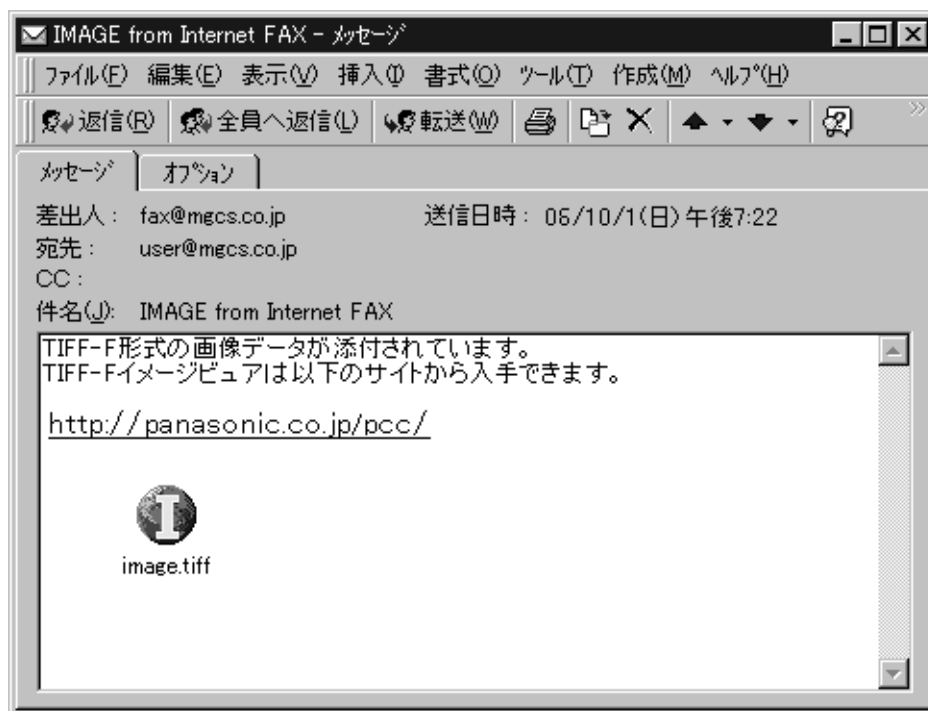 IMAGE from Internet FAX - メッセージ
ファイル(F) 編集(E) 表示(V) 挿入(I) 書式(O) ツール(T) 作成(M) ヘルプ(H)
返信(R) 全員へ返信(L) 転送(W)
メッセージ オプション
差出人: fax@mgcs.co.jp 送信日時: 06/10/1(日)午後7:22
宛先: user@mgcs.co.jp
CC:
件名(J): IMAGE from Internet FAX
TIFF-F形式の画像データが添付されています。
TIFF-Fイメージビュアは以下のサイトから入手できます。
http://panasonic.co.jp/pcc/
I
image.tiff